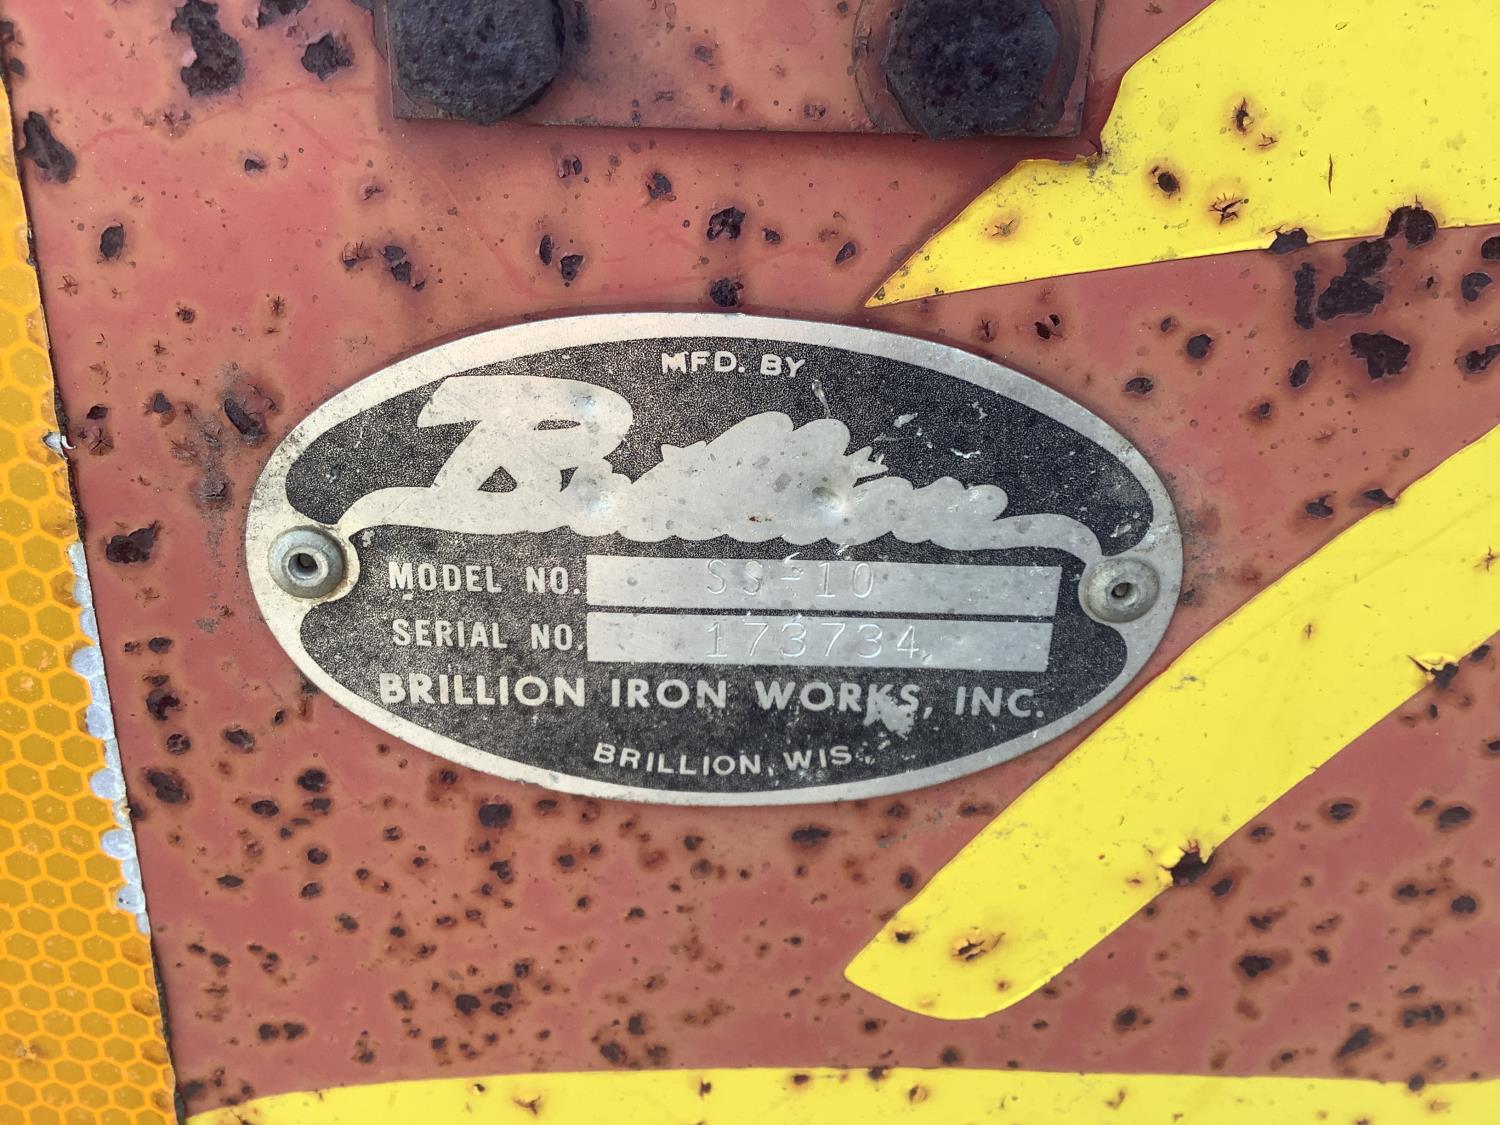 MFD. BY
Brillion
MODEL NO. SS-10
SERIAL NO. 173734
BRILLION IRON WORKS, INC.
BRILLION, WIS.